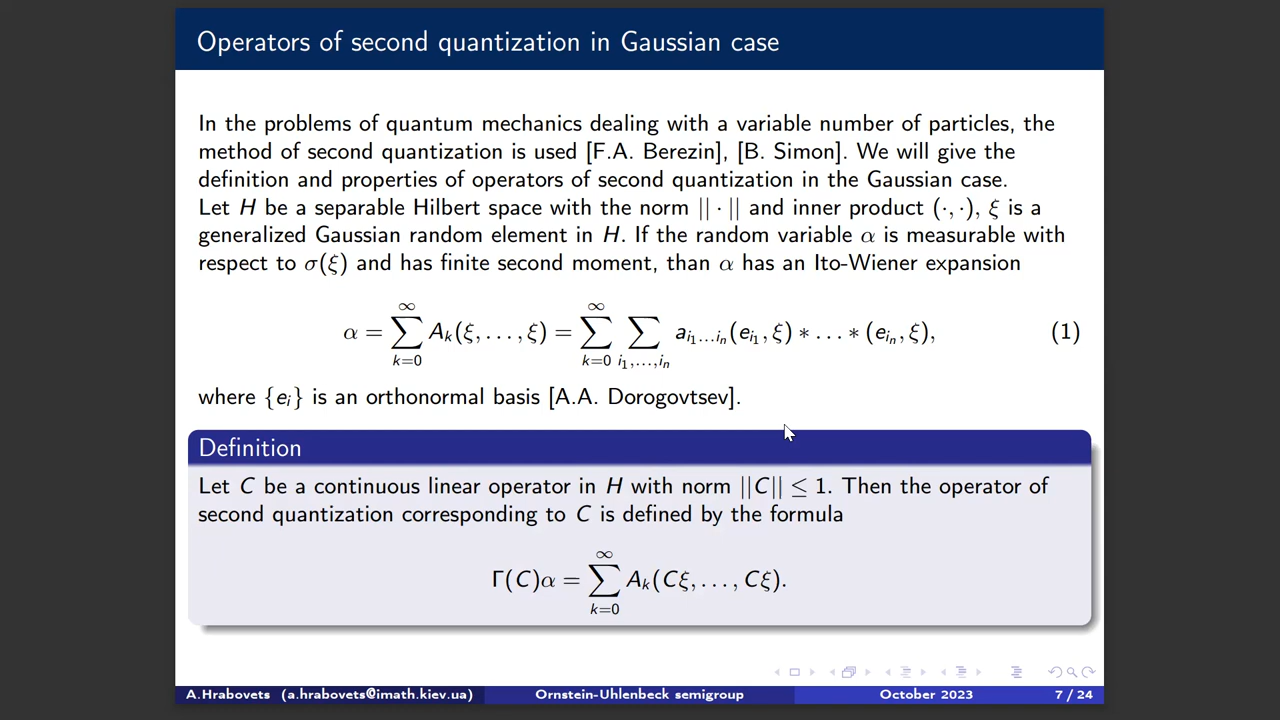 Operators of second quantization in Gaussian case
In the problems of quantum mechanics dealing with a variable number of particles, the
method of second quantization is used [F.A. Berezin], [B. Simon]. We will give the
definition and properties of operators of second quantization in the Gaussian case.
Let H be a separable Hilbert space with the norm || · || and inner product (·, ·), ξ is a
generalized Gaussian random element in H. If the random variable α is measurable with
respect to σ(ξ) and has finite second moment, than α has an Ito-Wiener expansion
α = ∑_{k=0}^{∞} A_k(ξ, . . . , ξ) = ∑_{k=0}^{∞} ∑_{i_1,...,i_n} a_{i_1...i_n}(e_{i_1}, ξ) ∗ . . . ∗ (e_{i_n}, ξ), (1)
where {e_i} is an orthonormal basis [A.A. Dorogovtsev].
Definition
Let C be a continuous linear operator in H with norm ||C|| ≤ 1. Then the operator of
second quantization corresponding to C is defined by the formula
Γ(C)α = ∑_{k=0}^{∞} A_k(Cξ, . . . , Cξ).
A.Hrabovets (a.hrabovets@imath.kiev.ua) Ornstein-Uhlenbeck semigroup October 2023 7 / 24